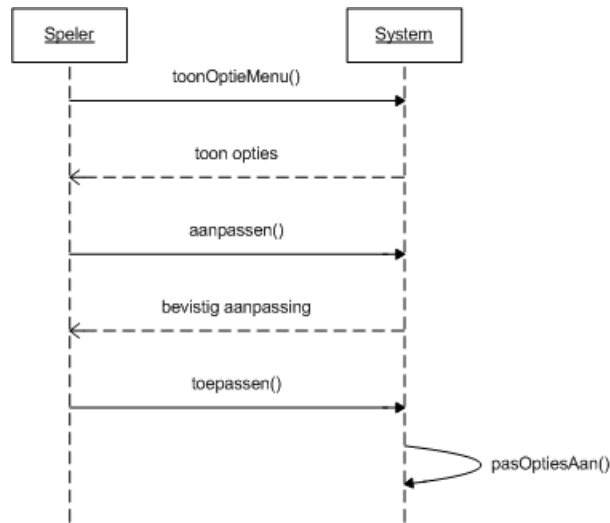 Speler
System
toonOptieMenu()
toon opties
aanpassen()
bevistig aanpassing
toepassen()
pasOptiesAan()